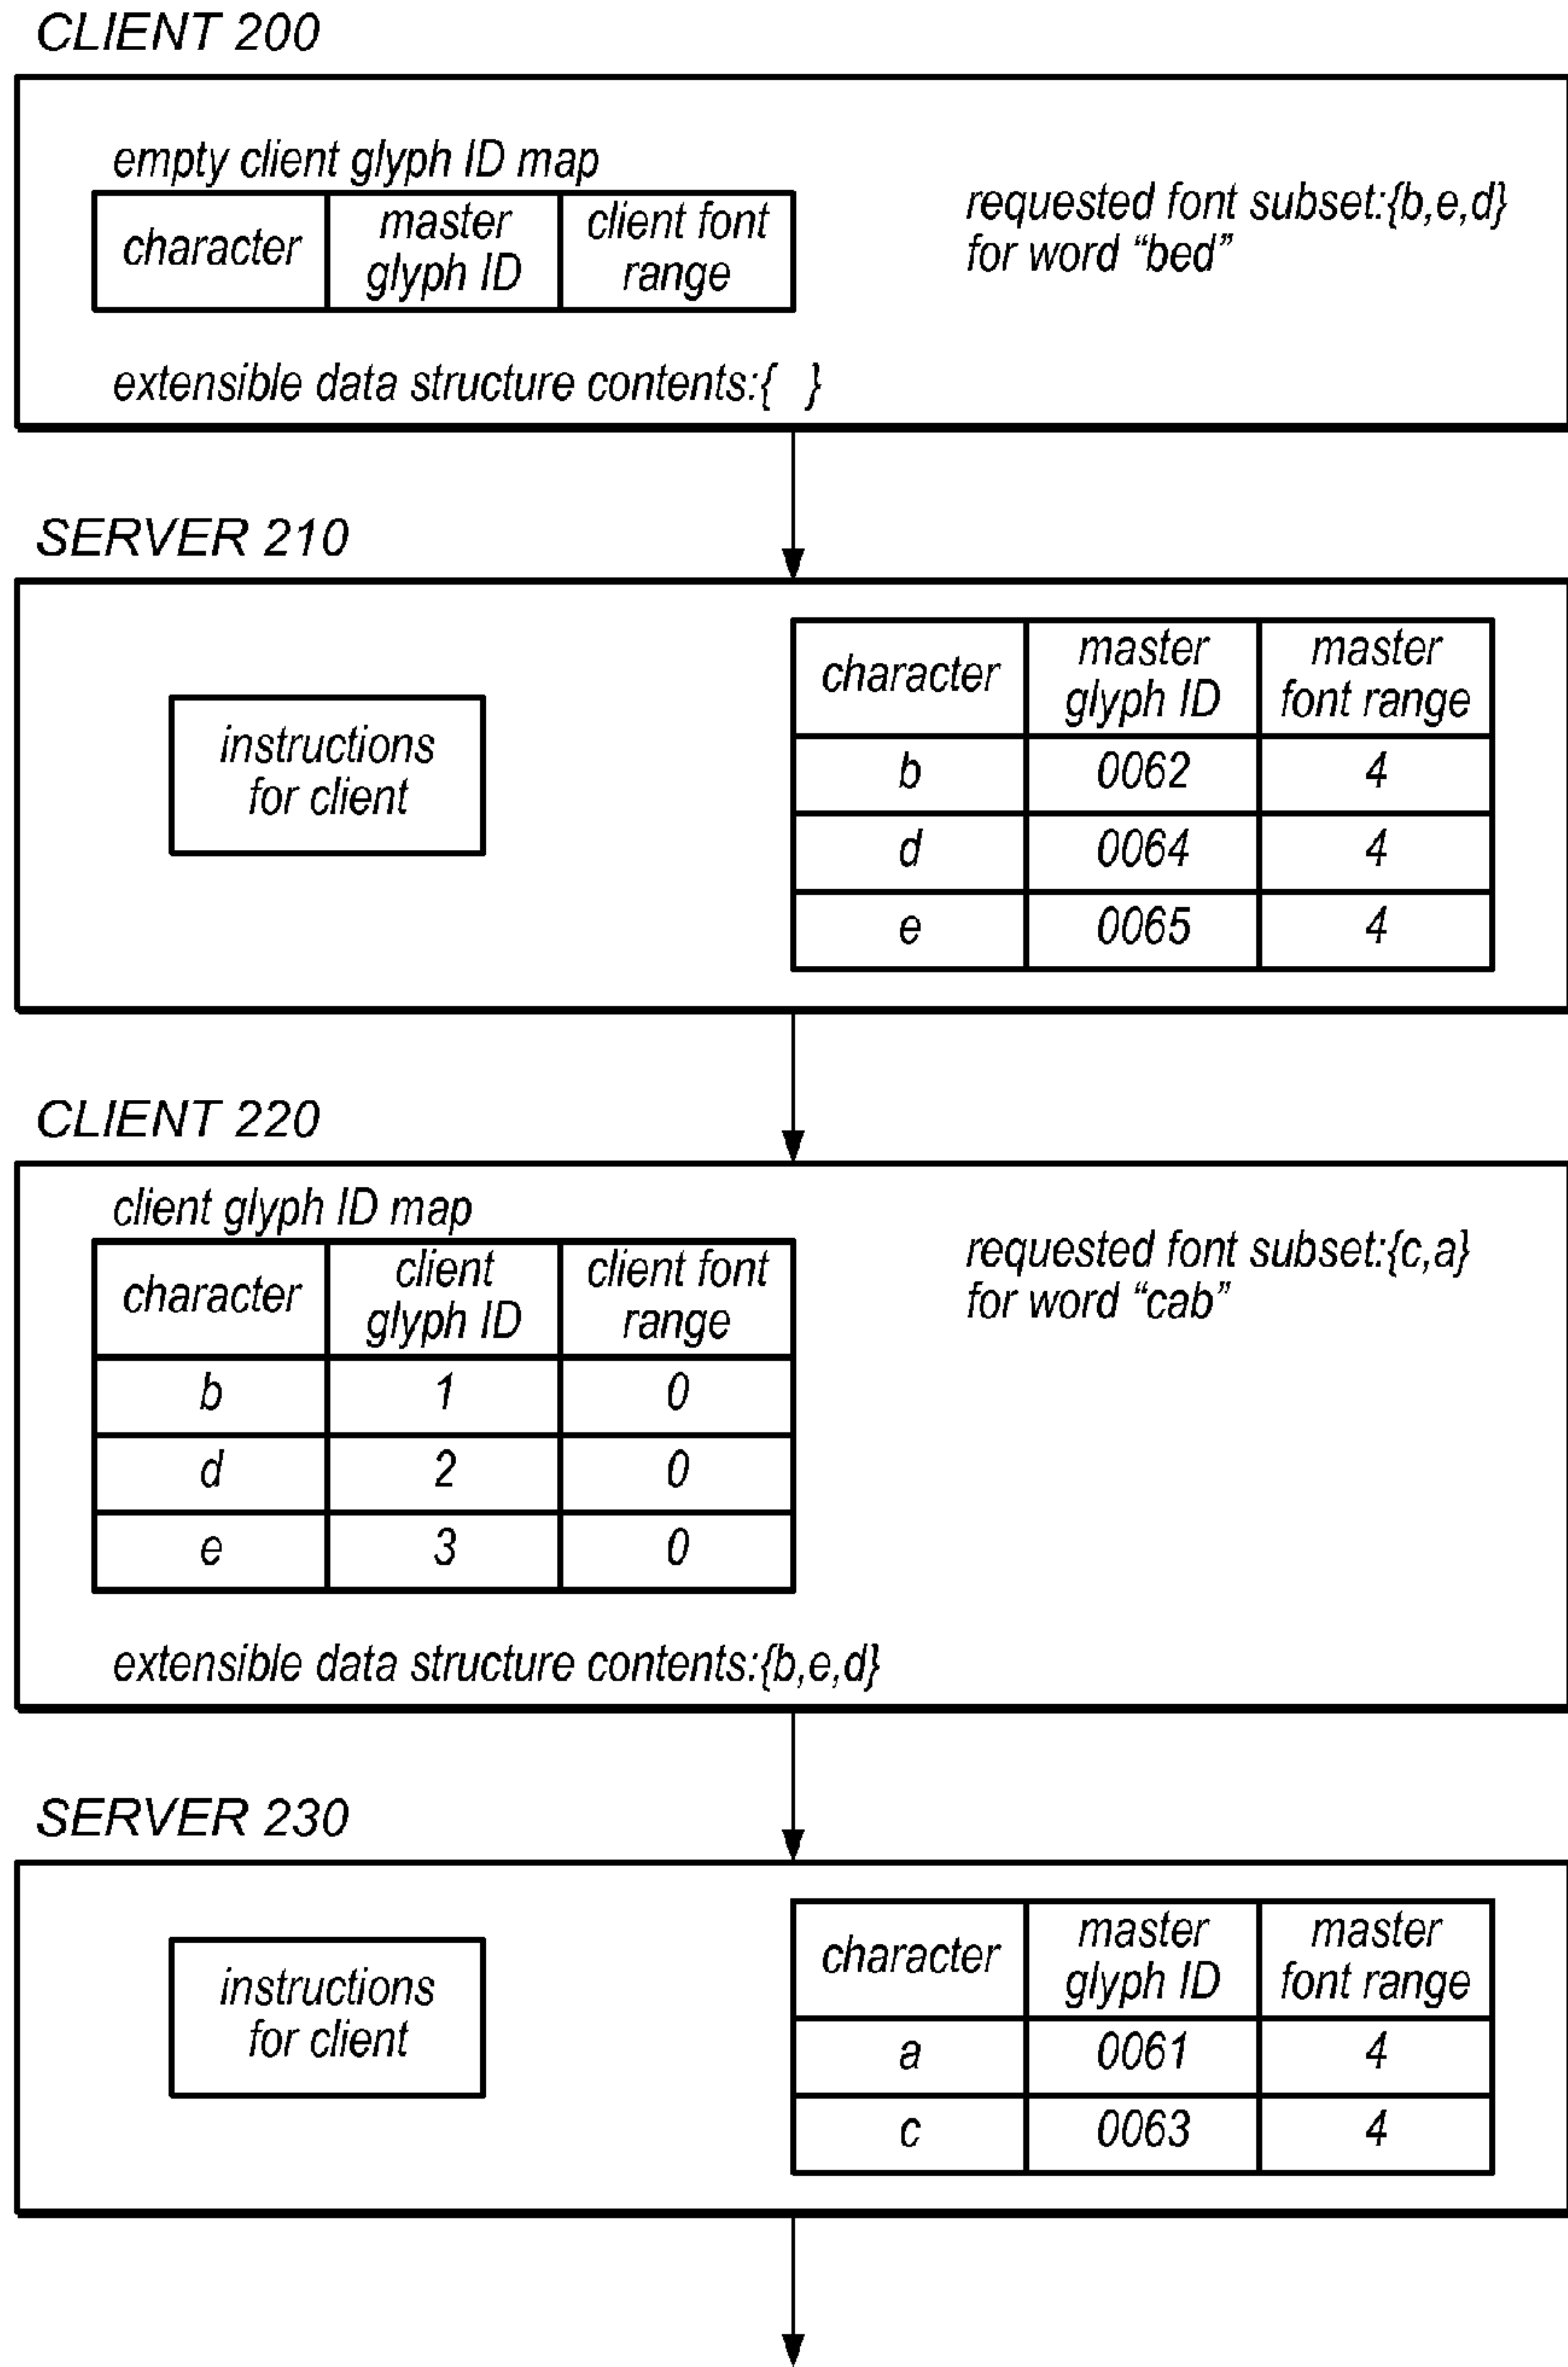 CLIENT 200
empty client glyph ID map
character
master
glyph ID
client font
range
requested font subset:{b,e,d}
for word “bed”
extensible data structure contents:{ }
SERVER 210
instructions
for client
character
master
glyph ID
master
font range
b 0062 4
d 0064 4
e 0065 4
CLIENT 220
client glyph ID map
character
client
glyph ID
client font
range
b 1 0
d 2 0
e 3 0
requested font subset:{c,a}
for word “cab”
extensible data structure contents:{b,e,d}
SERVER 230
instructions
for client
character
master
glyph ID
master
font range
a 0061 4
c 0063 4